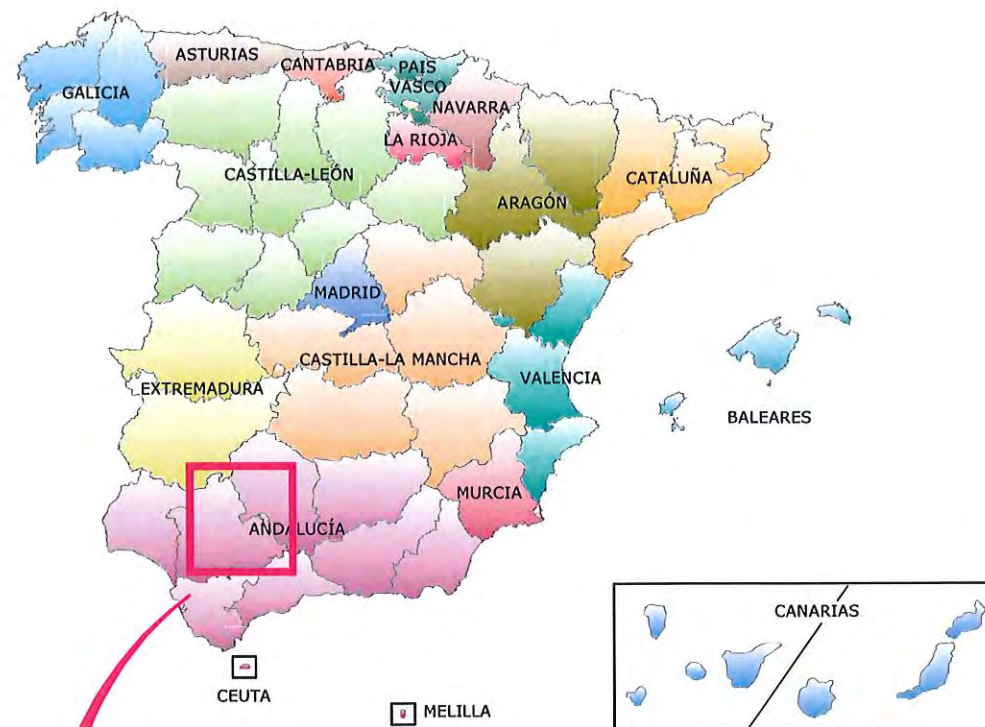 ASTURIAS
CANTABRIA
PAIS
VASCO
GALICIA
NAVARRA
LA RIOJA
CASTILLA-LEÓN
CATALUÑA
ARAGÓN
MADRID
CASTILLA-LA MANCHA
VALENCIA
EXTREMADURA
BALEARES
MURCIA
ANDALUCÍA
CANARIAS
CEUTA
MELILLA